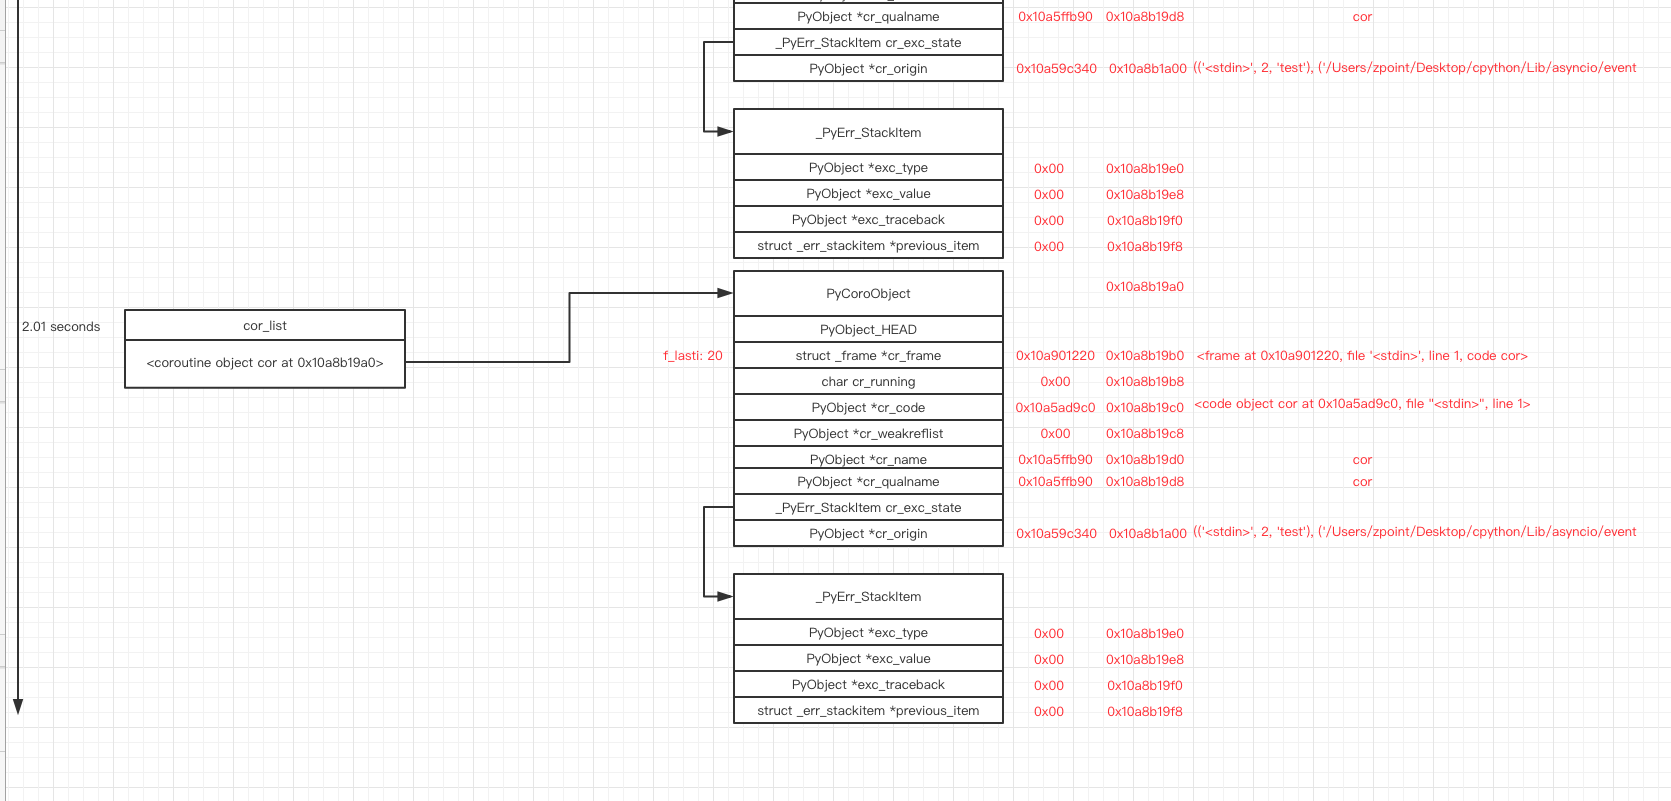 PyObject *cr_qualname 0x10a5ffb90 0x10a8b19d8 cor
_PyErr_StackItem cr_exc_state
PyObject *cr_origin 0x10a59c340 0x10a8b1a00 (('<stdin>', 2, 'test'), ('/Users/zpoint/Desktop/cpython/Lib/asyncio/event
_PyErr_StackItem
PyObject *exc_type 0x00 0x10a8b19e0
PyObject *exc_value 0x00 0x10a8b19e8
PyObject *exc_traceback 0x00 0x10a8b19f0
struct _err_stackitem *previous_item 0x00 0x10a8b19f8
PyCoroObject 0x10a8b19a0
2.01 seconds
cor_list
<coroutine object cor at 0x10a8b19a0>
PyObject_HEAD
f_lasti: 20 struct _frame *cr_frame 0x10a901220 0x10a8b19b0 <frame at 0x10a901220, file '<stdin>', line 1, code cor>
char cr_running 0x00 0x10a8b19b8
PyObject *cr_code 0x10a5ad9c0 0x10a8b19c0 <code object cor at 0x10a5ad9c0, file "<stdin>", line 1>
PyObject *cr_weakreflist 0x00 0x10a8b19c8
PyObject *cr_name 0x10a5ffb90 0x10a8b19d0 cor
PyObject *cr_qualname 0x10a5ffb90 0x10a8b19d8 cor
_PyErr_StackItem cr_exc_state
PyObject *cr_origin 0x10a59c340 0x10a8b1a00 (('<stdin>', 2, 'test'), ('/Users/zpoint/Desktop/cpython/Lib/asyncio/event
_PyErr_StackItem
PyObject *exc_type 0x00 0x10a8b19e0
PyObject *exc_value 0x00 0x10a8b19e8
PyObject *exc_traceback 0x00 0x10a8b19f0
struct _err_stackitem *previous_item 0x00 0x10a8b19f8